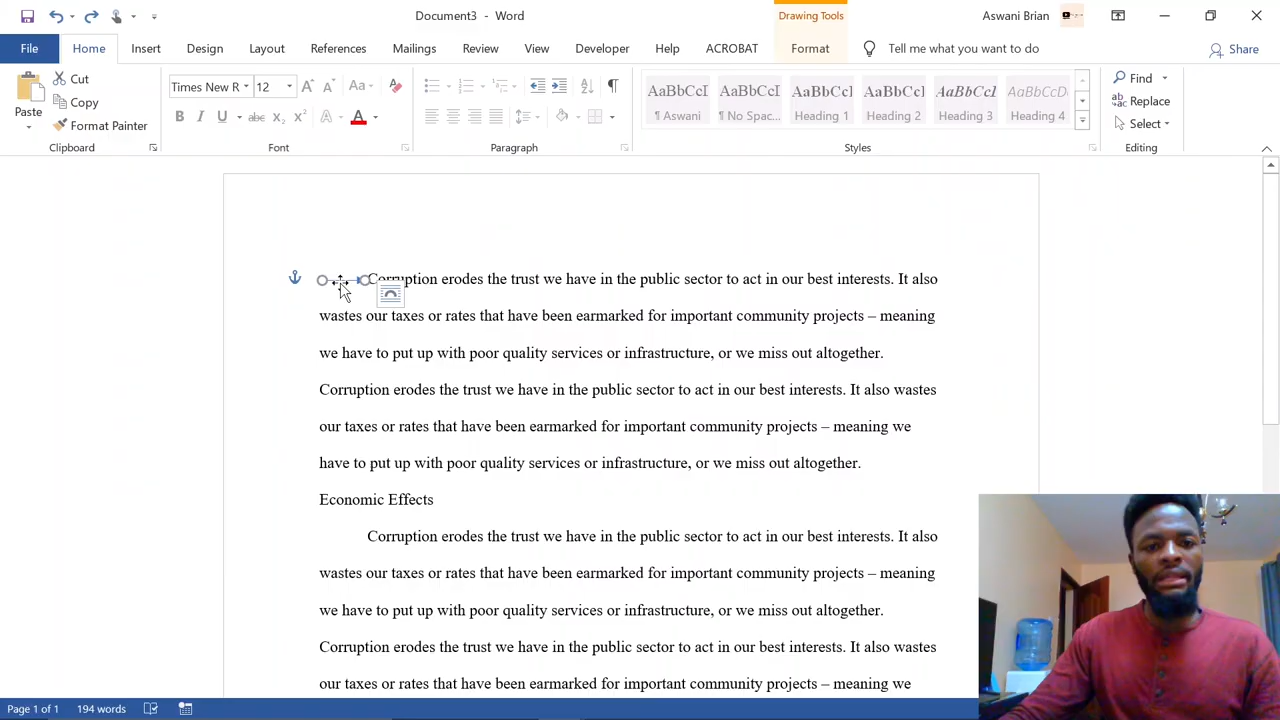 Document3 - Word
Drawing Tools
Aswani Brian
File
Home
Insert
Design
Layout
References
Mailings
Review
View
Developer
Help
ACROBAT
Format
Tell me what you want to do
Share
Paste
Cut
Copy
Format Painter
Clipboard
Times New R
12
Aa
B I U abc X₂ X²
A
A
Font
Paragraph
AaBbCcD
¶ Aswani
AaBbCcD
¶ No Spac...
AaBbCcI
Heading 1
AaBbCcI
Heading 2
AaBbCcI
Heading 3
AaBbCcD
Heading 4
Styles
Find
Replace
Select
Editing
Corruption erodes the trust we have in the public sector to act in our best interests. It also
wastes our taxes or rates that have been earmarked for important community projects – meaning
we have to put up with poor quality services or infrastructure, or we miss out altogether.
Corruption erodes the trust we have in the public sector to act in our best interests. It also wastes
our taxes or rates that have been earmarked for important community projects – meaning we
have to put up with poor quality services or infrastructure, or we miss out altogether.
Economic Effects
Corruption erodes the trust we have in the public sector to act in our best interests. It also
wastes our taxes or rates that have been earmarked for important community projects – meaning
we have to put up with poor quality services or infrastructure, or we miss out altogether.
Corruption erodes the trust we have in the public sector to act in our best interests. It also wastes
our taxes or rates that have been earmarked for important community projects – meaning we
Page 1 of 1
194 words